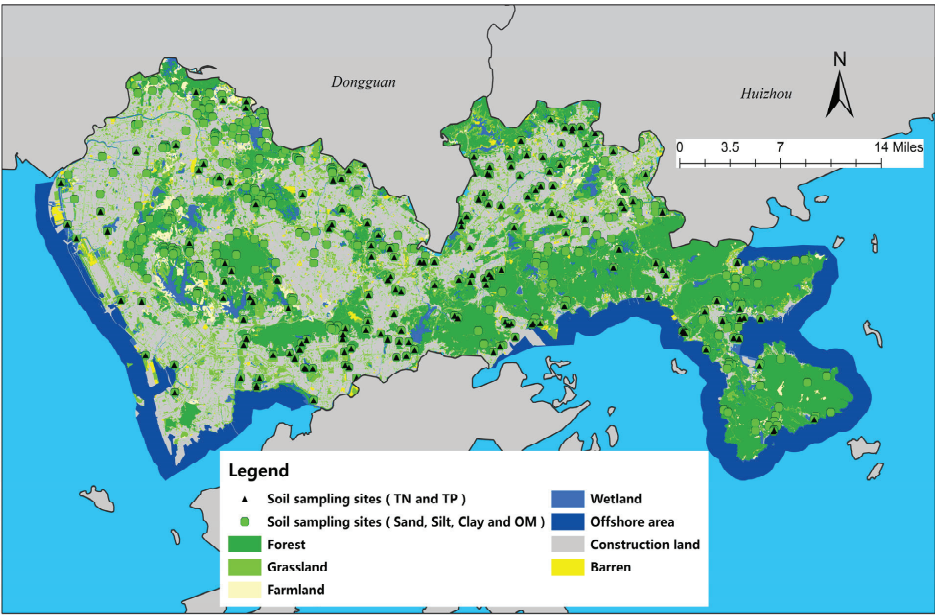 Dongguan
Huizhou
N
0 3.5 7 14 Miles
Legend
Soil sampling sites ( TN and TP )
Soil sampling sites ( Sand, Silt, Clay and OM )
Forest
Grassland
Farmland
Wetland
Offshore area
Construction land
Barren